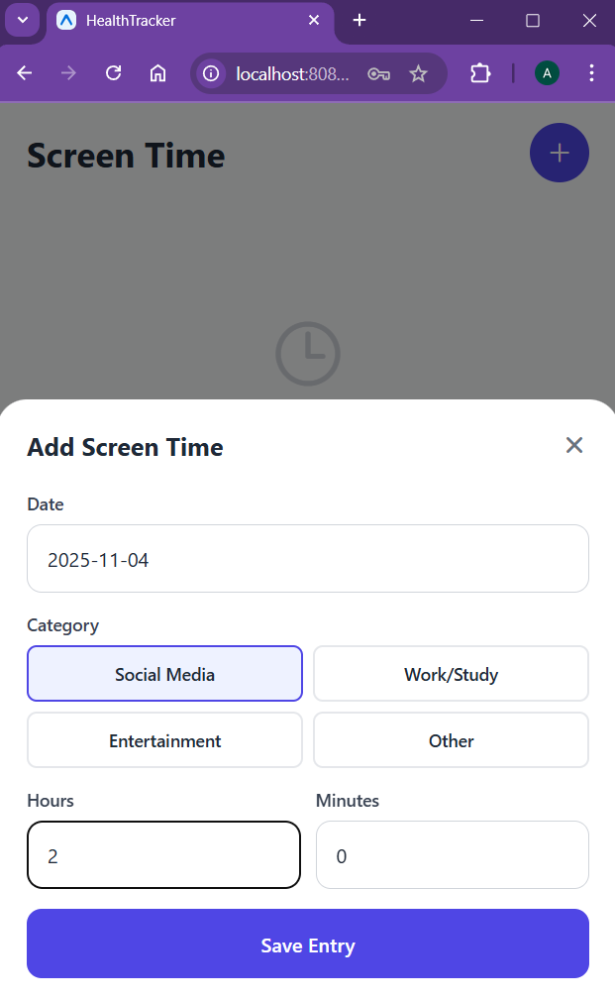 HealthTracker
localhost:808...
A
Screen Time
Add Screen Time
Date
2025-11-04
Category
Social Media
Work/Study
Entertainment
Other
Hours
Minutes
2
0
Save Entry